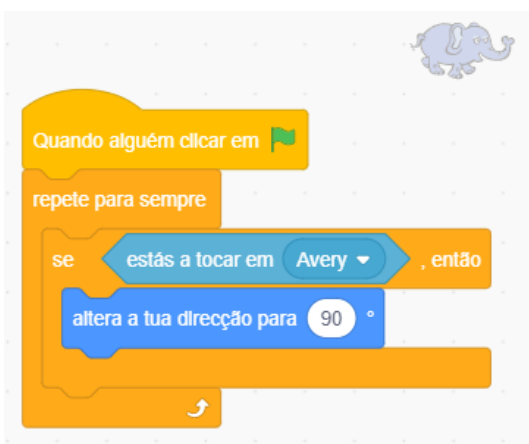 Quando alguém clicar em
repete para sempre
se estás a tocar em Avery , então
altera a tua direcção para 90 °